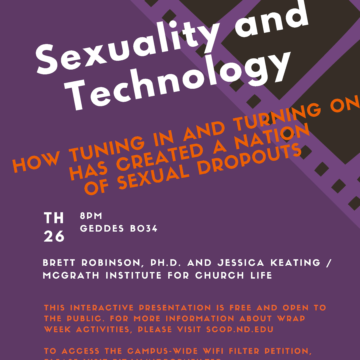 Sexuality and
Technology
HOW TUNING IN AND TURNING ON
HAS CREATED A NATION
OF SEXUAL DROPOUTS
TH
26
8PM
GEDDES B034
BRETT ROBINSON, PH.D. AND JESSICA KEATING /
MCGRATH INSTITUTE FOR CHURCH LIFE
THIS INTERACTIVE PRESENTATION IS FREE AND OPEN TO
THE PUBLIC. FOR MORE INFORMATION ABOUT WRAP
WEEK ACTIVITIES, PLEASE VISIT SCOP.ND.EDU
TO ACCESS THE CAMPUS-WIDE WIFI FILTER PETITION,